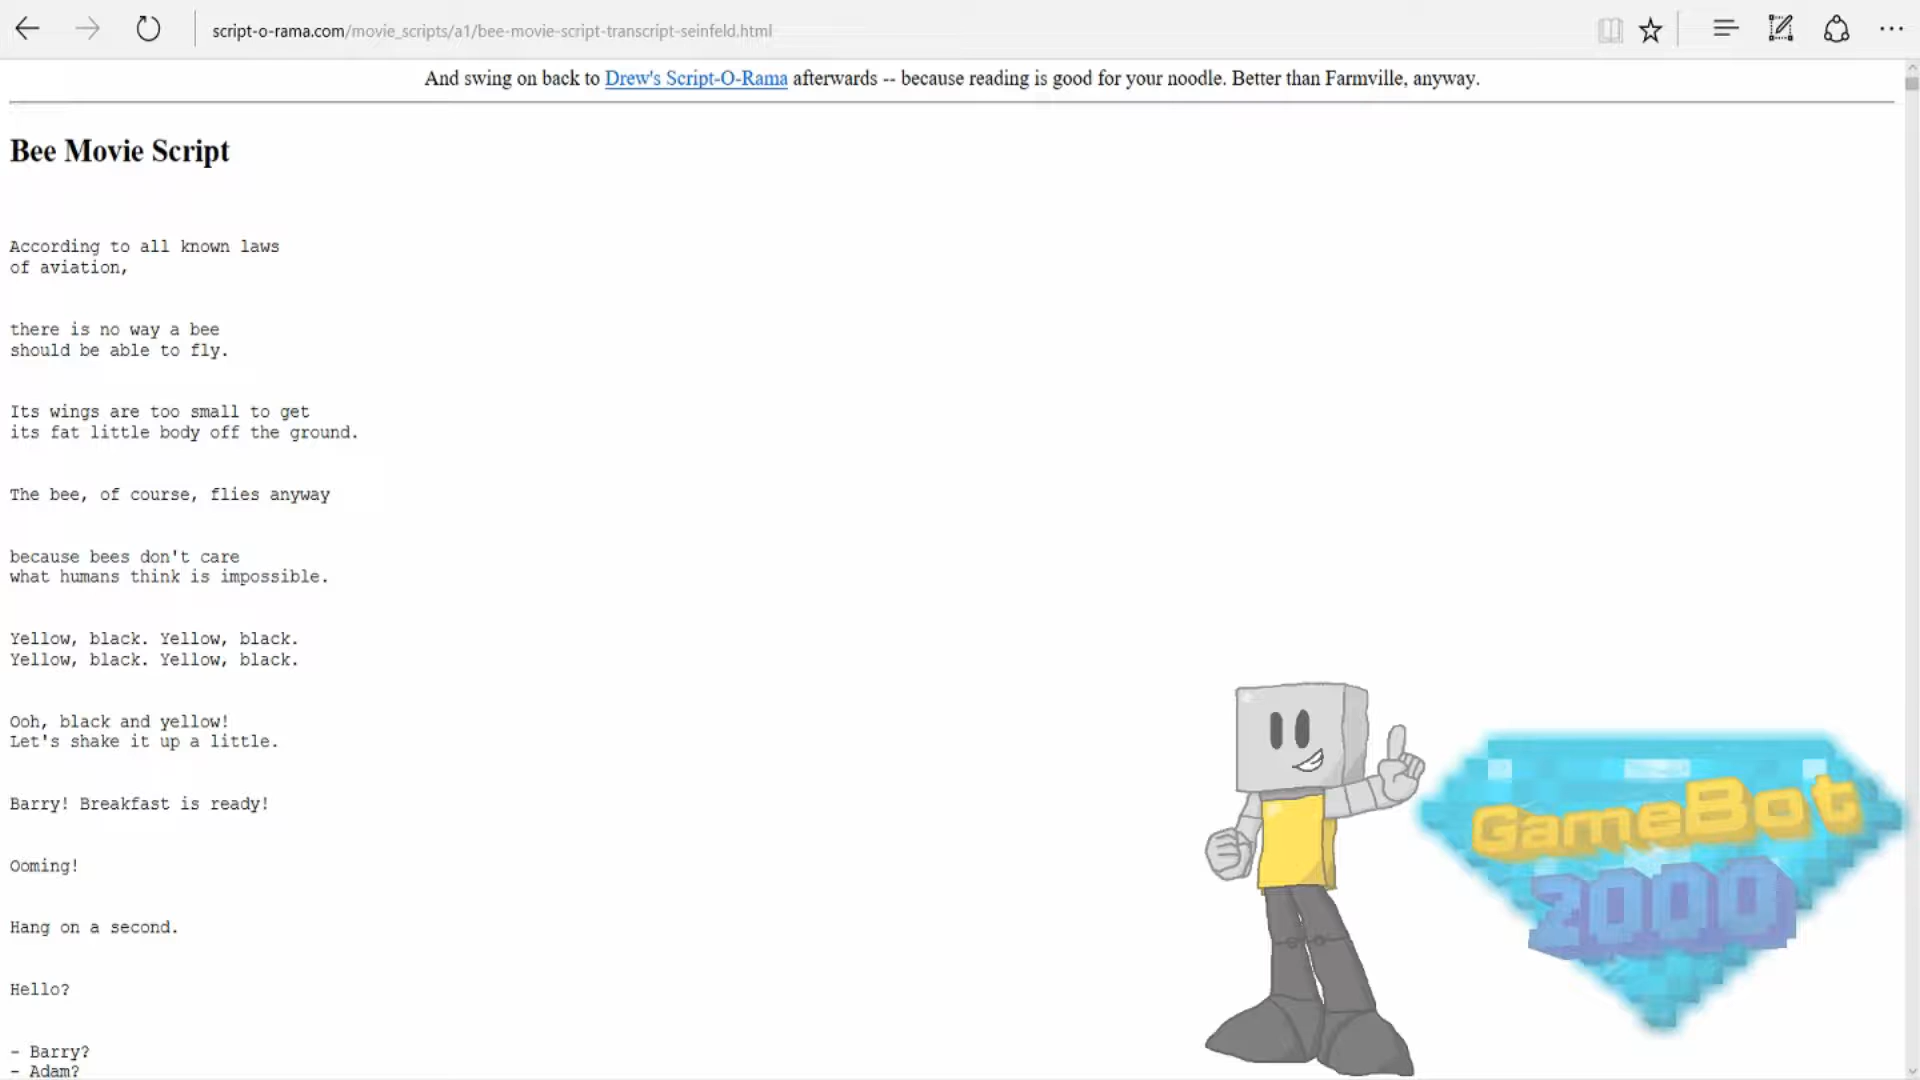 script-o-rama.com/movie_scripts/a1/bee-movie-script-transcript-seinfeld.html
And swing on back to Drew's Script-O-Rama afterwards -- because reading is good for your noodle. Better than Farmville, anyway.
Bee Movie Script
According to all known laws
of aviation,
there is no way a bee
should be able to fly.
Its wings are too small to get
its fat little body off the ground.
The bee, of course, flies anyway
because bees don't care
what humans think is impossible.
Yellow, black. Yellow, black.
Yellow, black. Yellow, black.
Ooh, black and yellow!
Let's shake it up a little.
Barry! Breakfast is ready!
Ooming!
Hang on a second.
Hello?
- Barry?
- Adam?
GameBot
2000